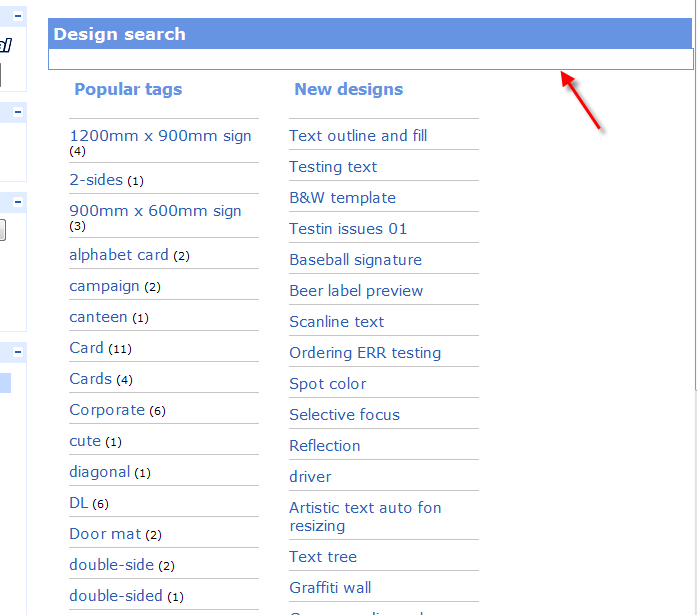 Design search
Popular tags
1200mm x 900mm sign
(4)
2-sides (1)
900mm x 600mm sign
(3)
alphabet card (2)
campaign (2)
canteen (1)
Card (11)
Cards (4)
Corporate (6)
cute (1)
diagonal (1)
DL (6)
Door mat (2)
double-side (2)
double-sided (1)
New designs
Text outline and fill
Testing text
B&W template
Testin issues 01
Baseball signature
Beer label preview
Scanline text
Ordering ERR testing
Spot color
Selective focus
Reflection
driver
Artistic text auto fon
resizing
Text tree
Graffiti wall